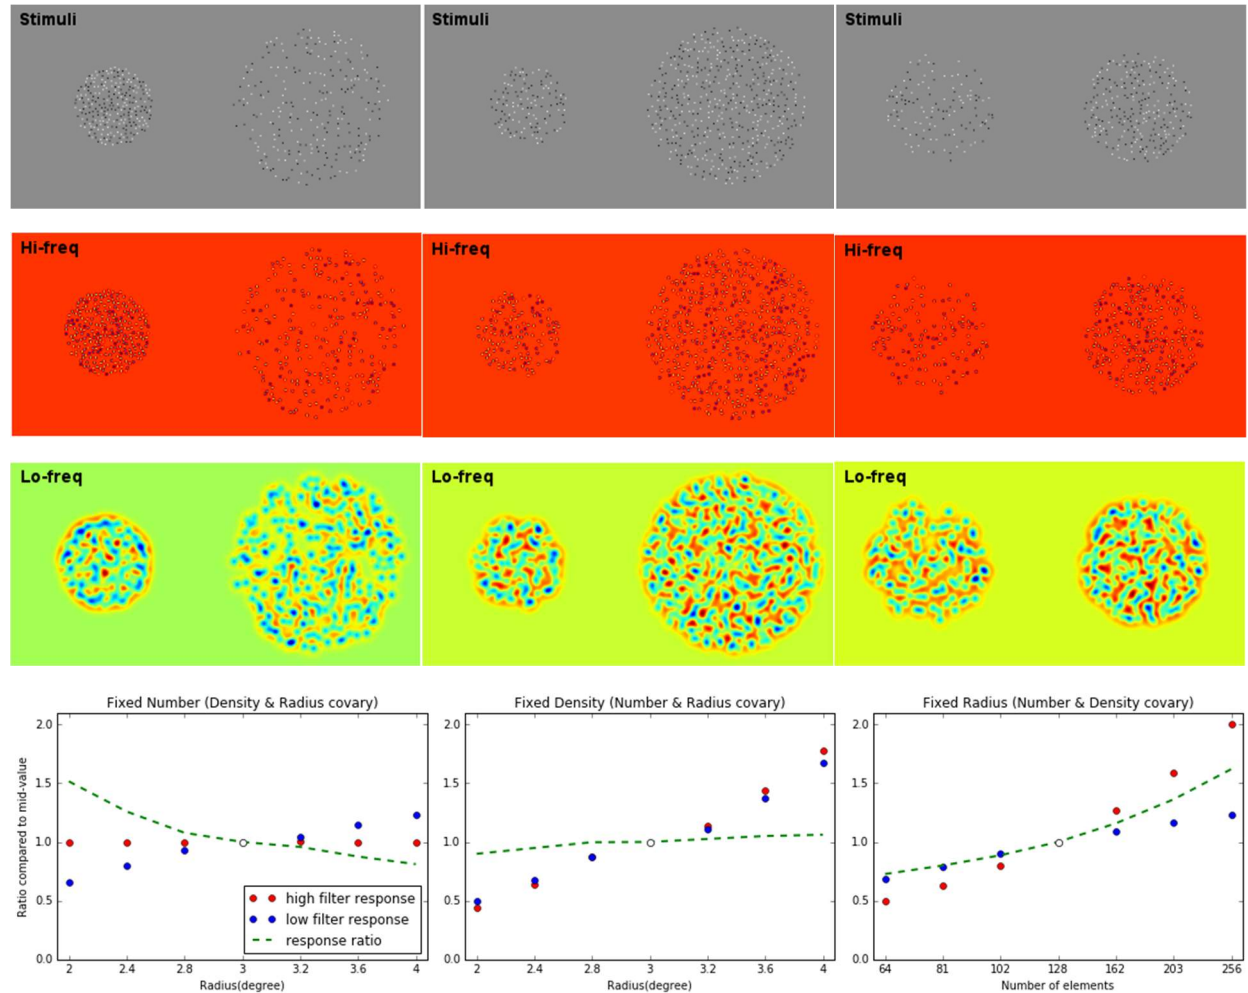 Stimuli
Stimuli
Stimuli
Hi-freq
Hi-freq
Hi-freq
Lo-freq
Lo-freq
Lo-freq
Fixed Number (Density & Radius covary)
Ratio compared to mid-value
2.0
1.5
1.0
0.5
0.0
high filter response
low filter response
response ratio
2 2.4 2.8 3 3.2 3.6 4
Radius(degree)
Fixed Density (Number & Radius covary)
2.0
1.5
1.0
0.5
0.0
2 2.4 2.8 3 3.2 3.6 4
Radius(degree)
Fixed Radius (Number & Density covary)
2.0
1.5
1.0
0.5
0.0
64 81 102 128 162 203 256
Number of elements